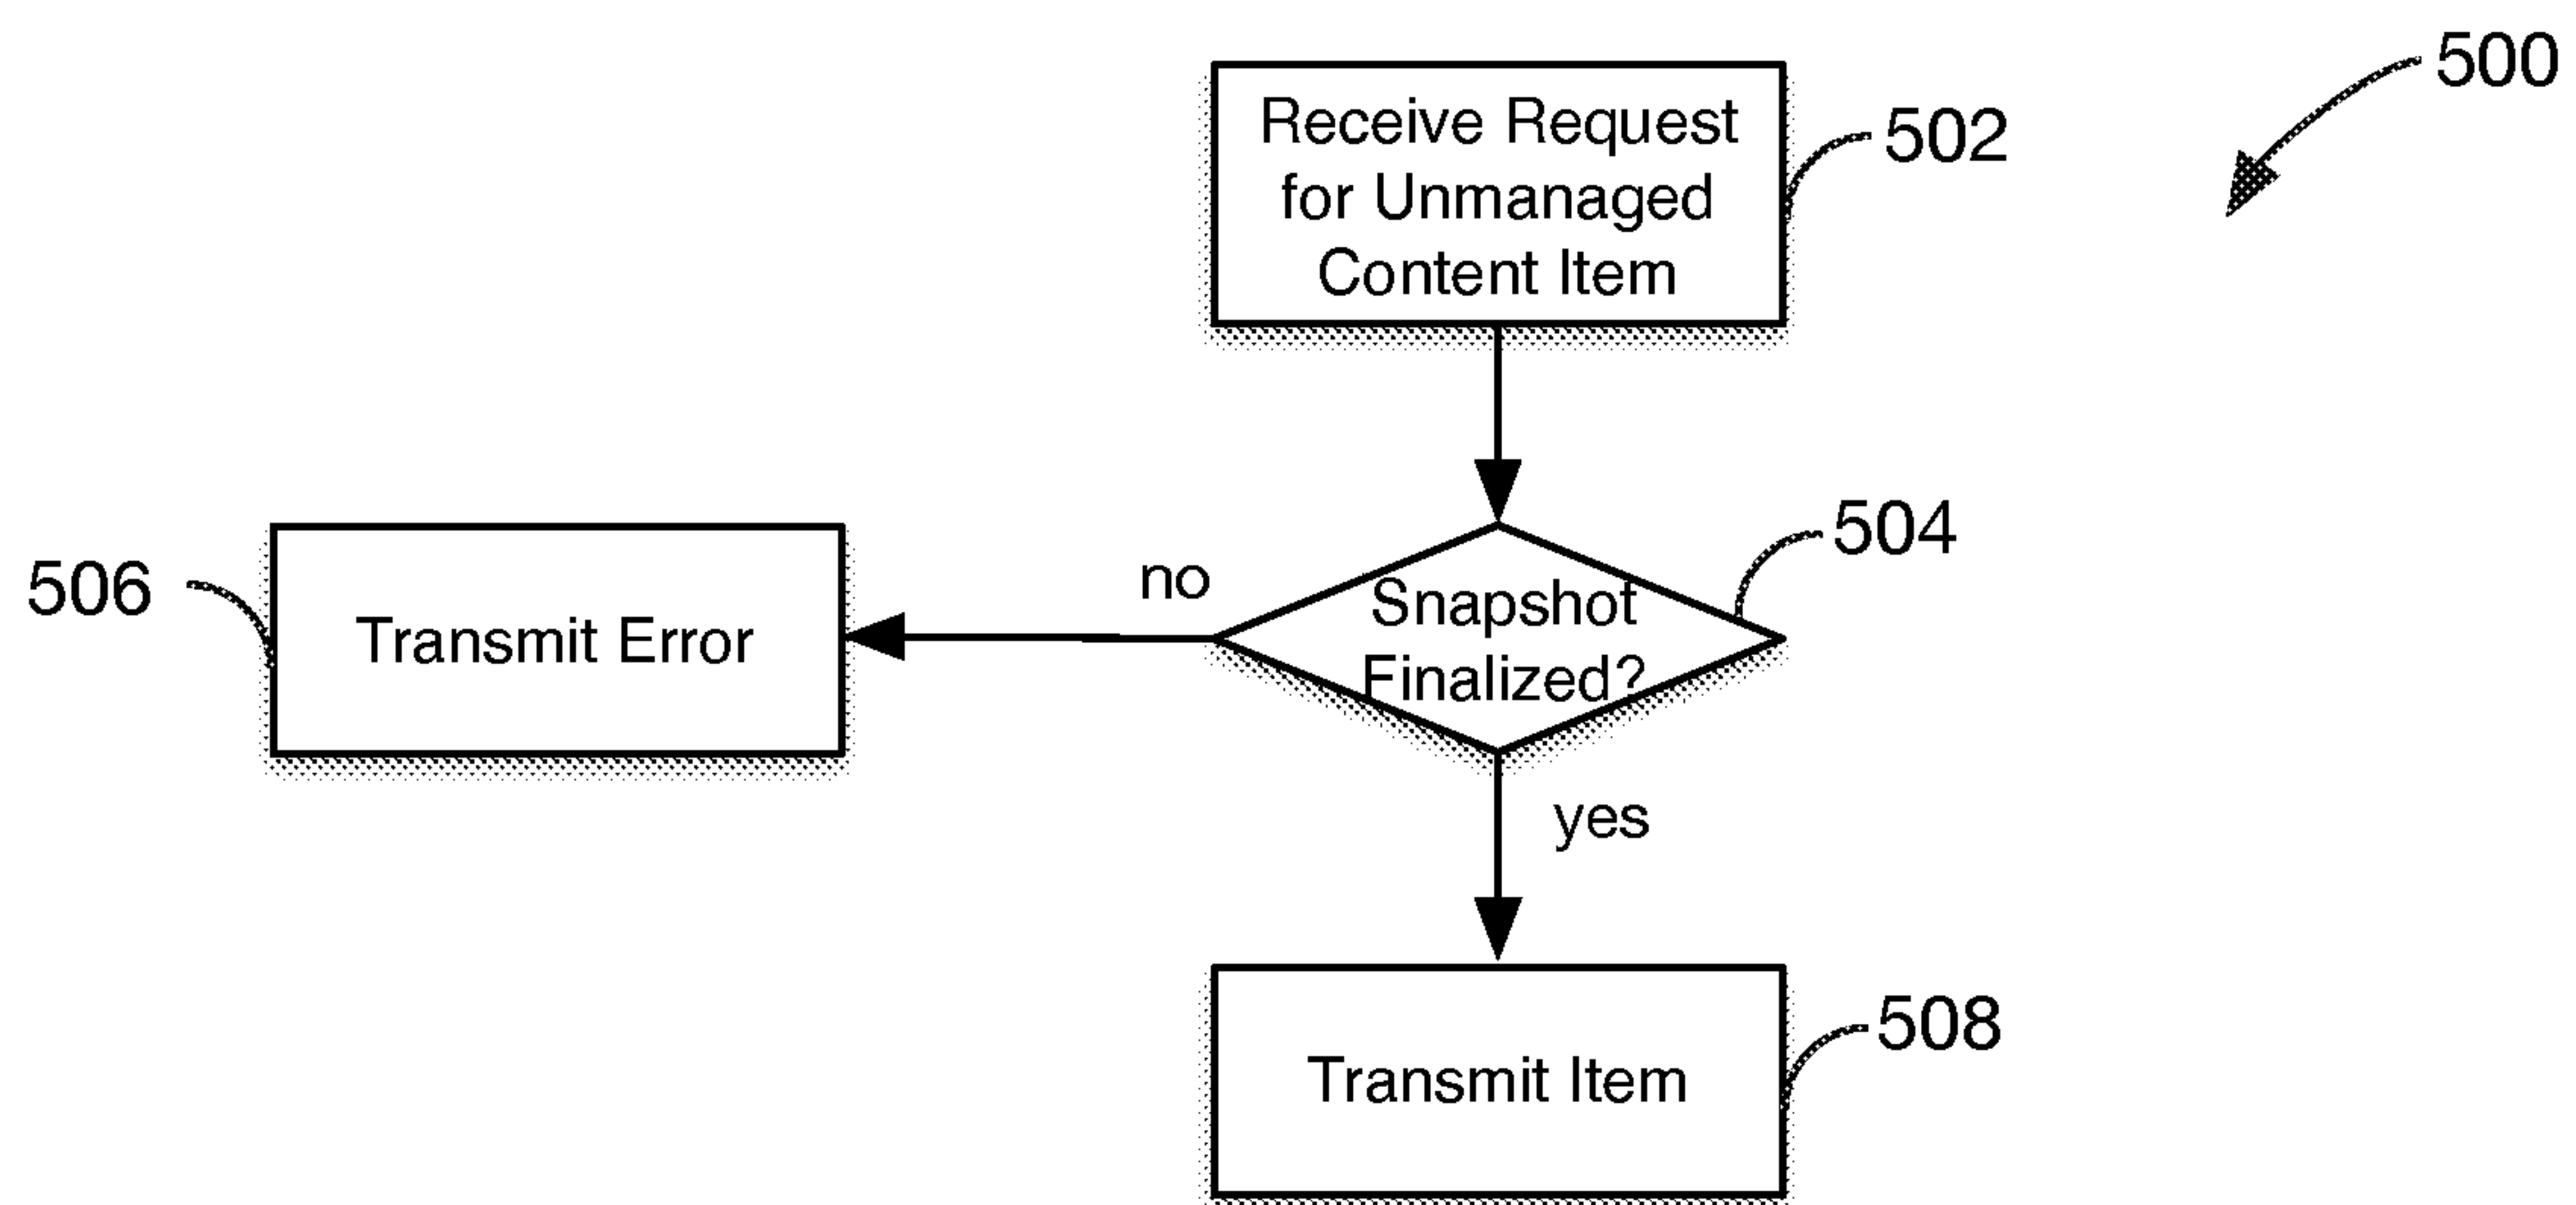 500
Receive Request
for Unmanaged
Content Item
502
504
Snapshot
Finalized?
no
506
Transmit Error
yes
508
Transmit Item